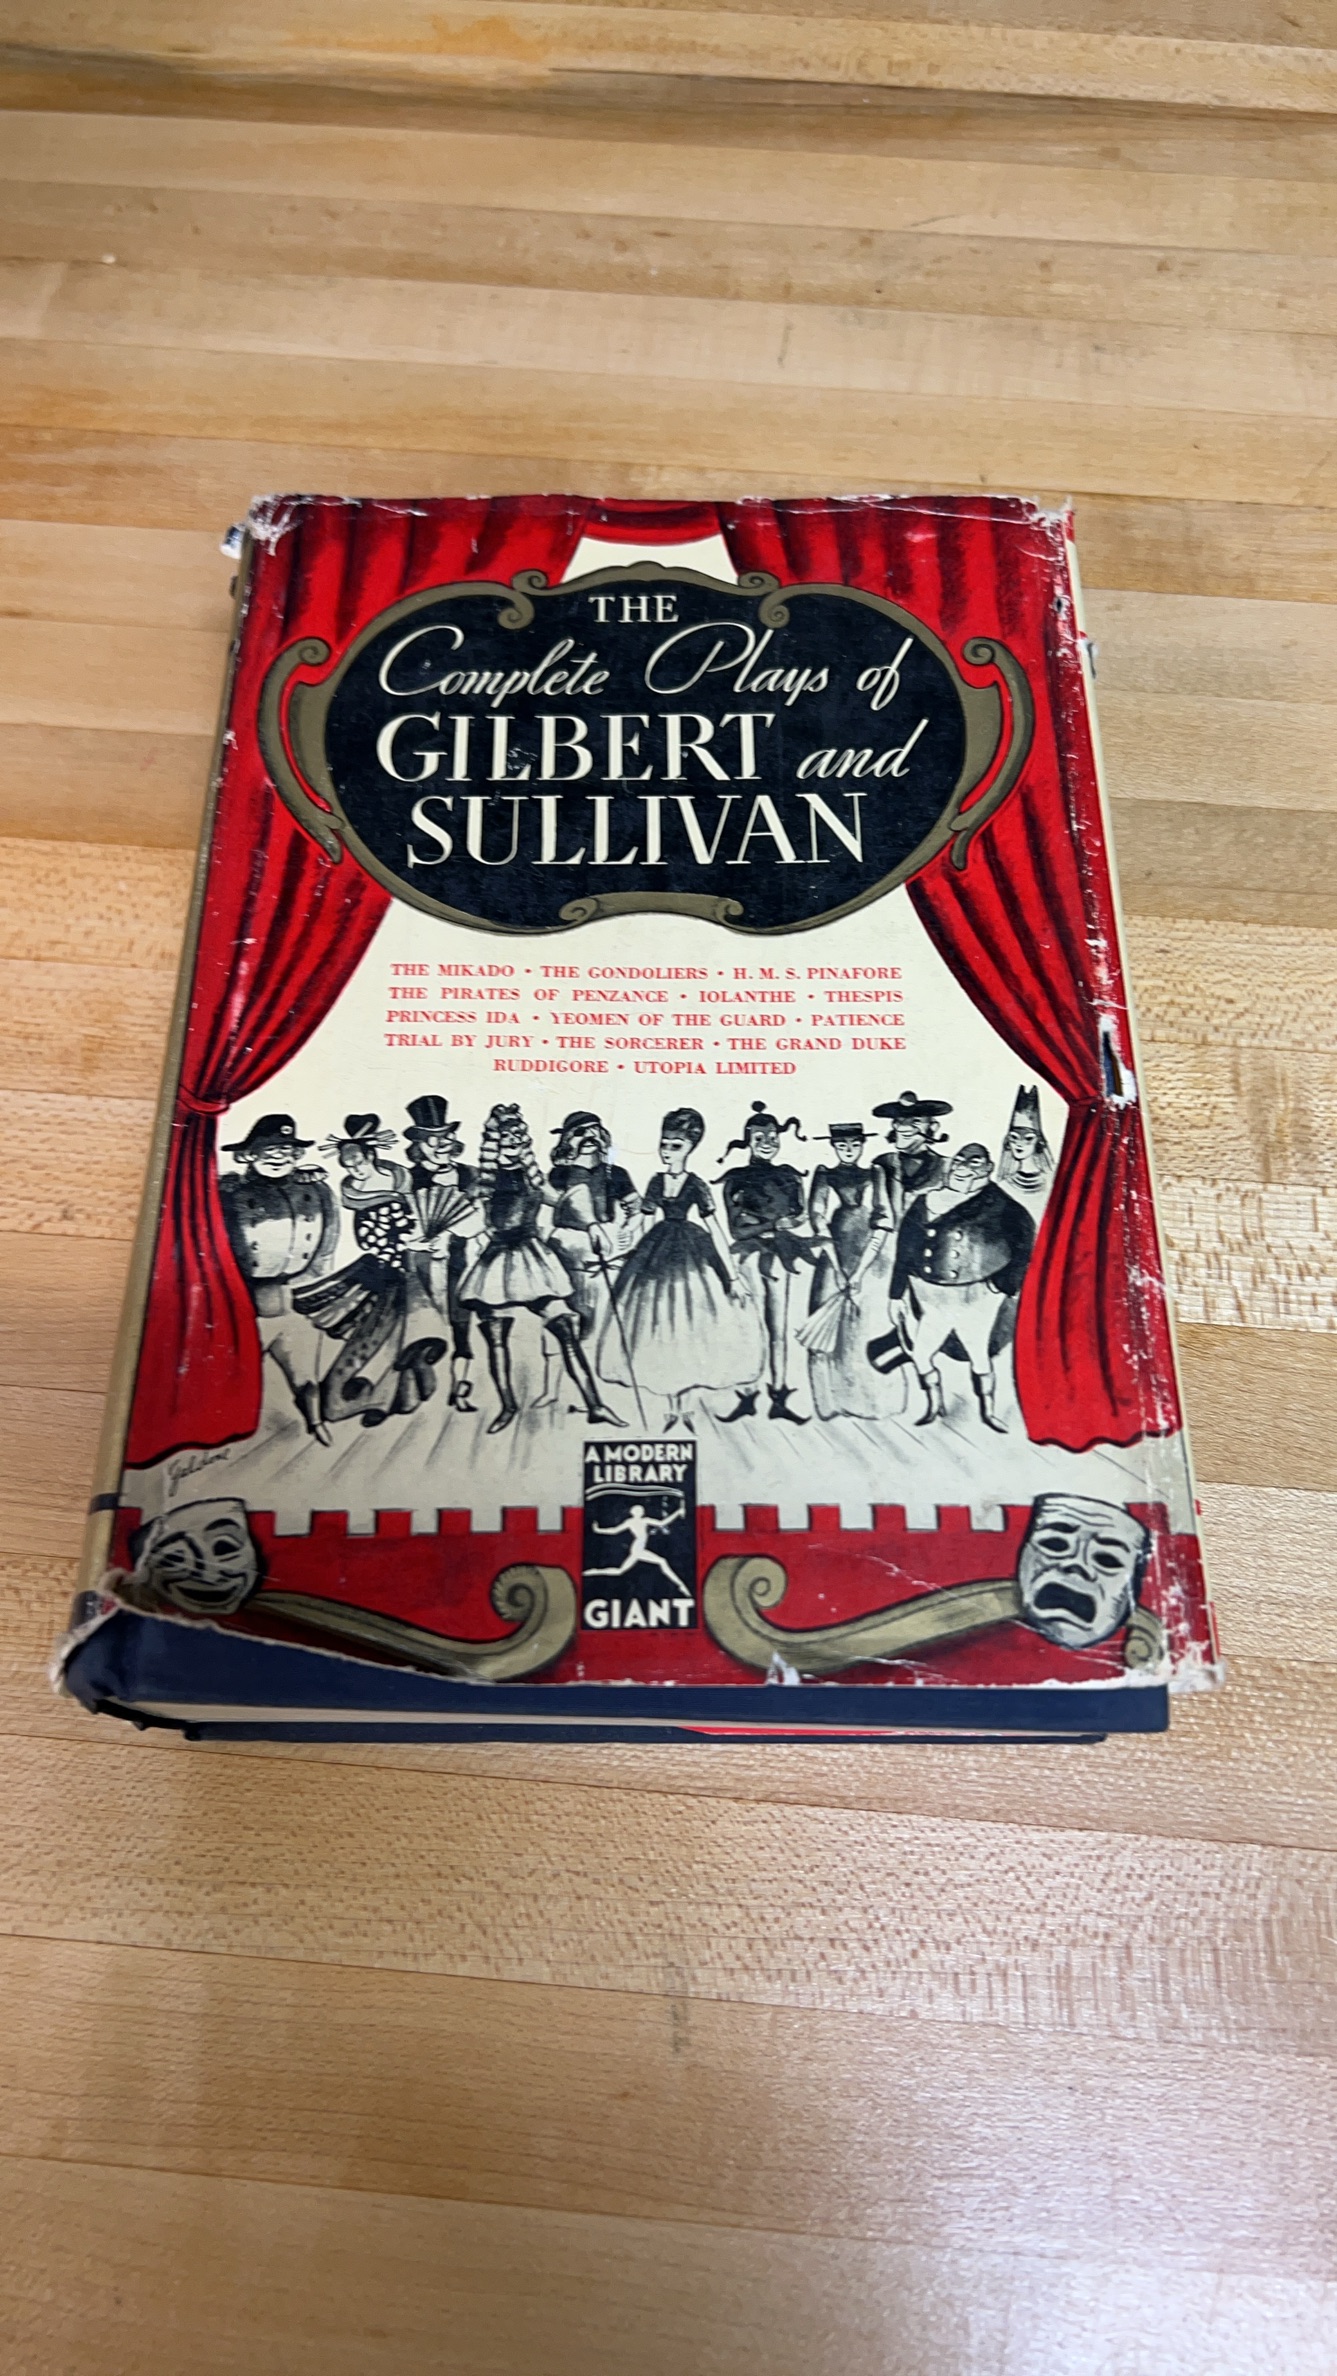 THE
Complete Plays of
GILBERT and
SULLIVAN
THE MIKADO • THE GONDOLIERS • H. M. S. PINAFORE
THE PIRATES OF PENZANCE • IOLANTHE • THESPIS
PRINCESS IDA • YEOMEN OF THE GUARD • PATIENCE
TRIAL BY JURY • THE SORCERER • THE GRAND DUKE
RUDDIGORE • UTOPIA LIMITED
A MODERN
LIBRARY
GIANT